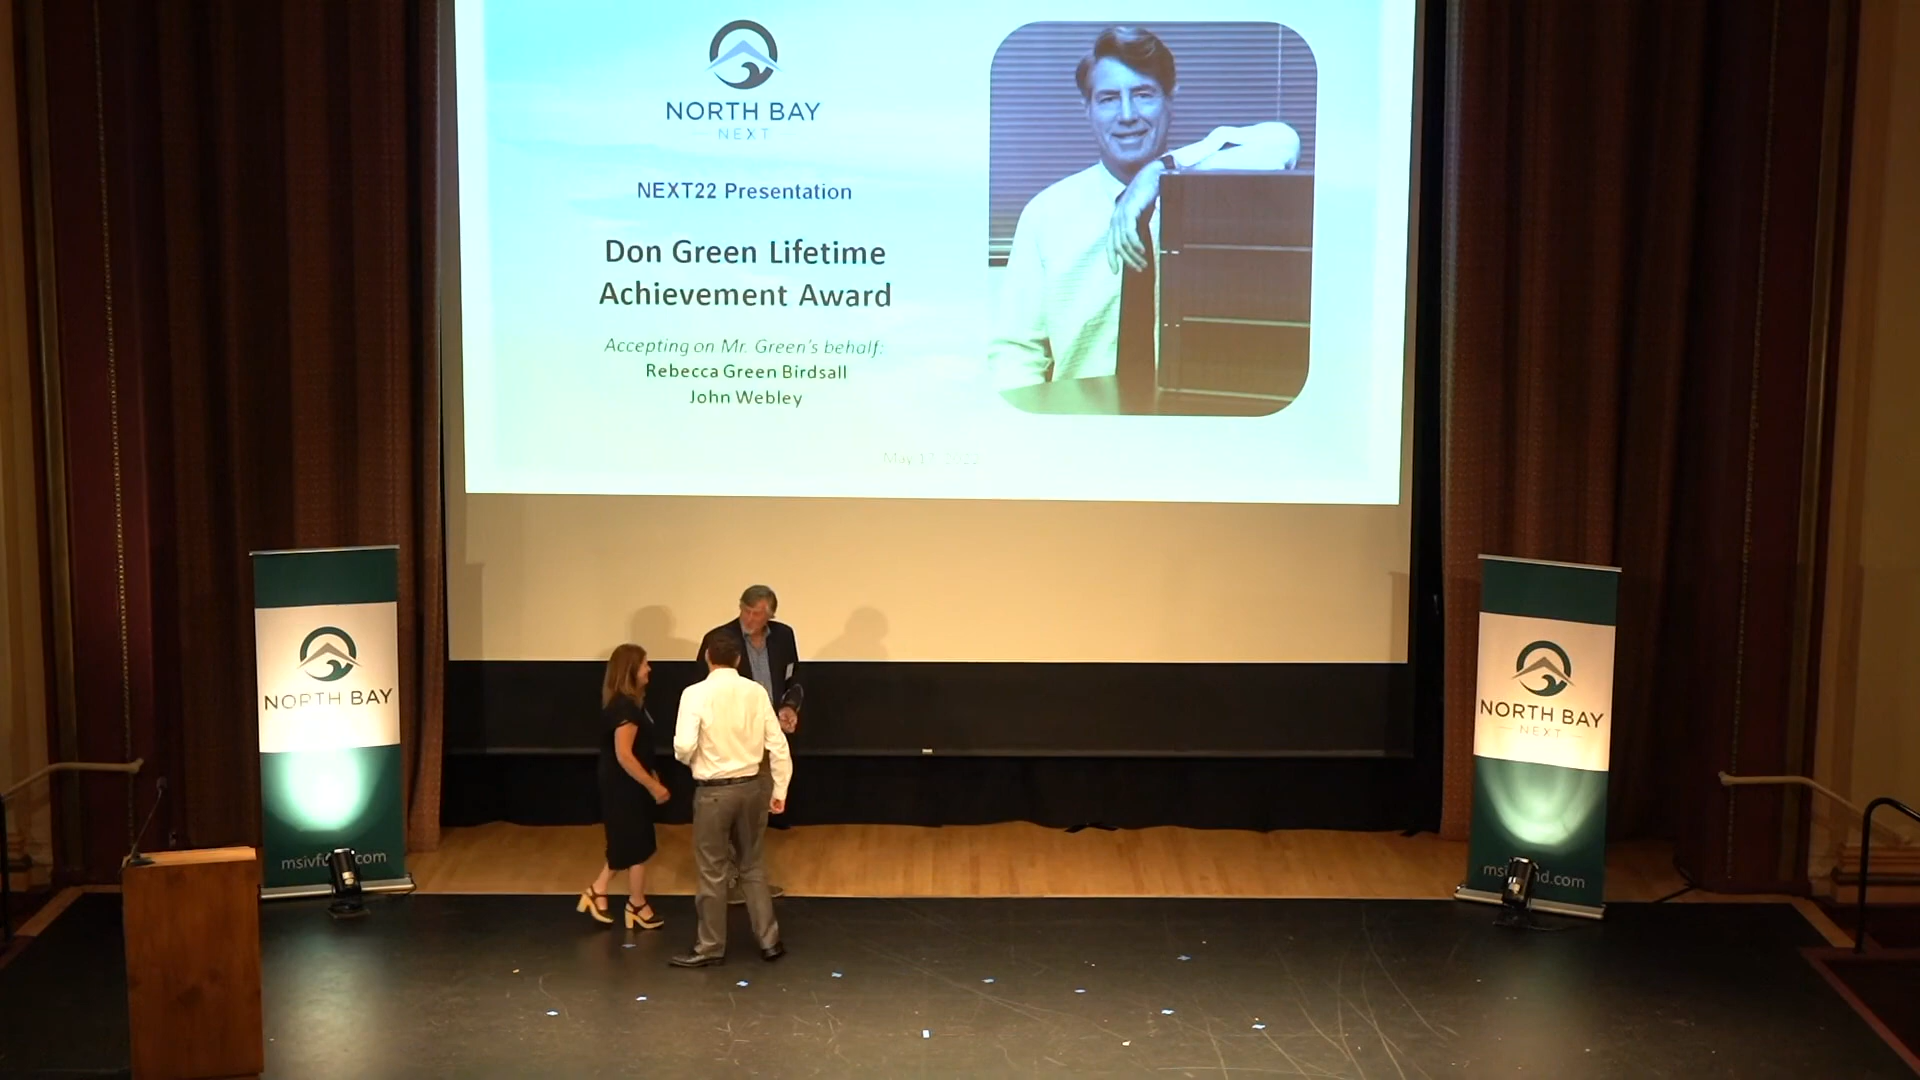 NORTH BAY
NEXT
NEXT22 Presentation
Don Green Lifetime
Achievement Award
Accepting on Mr. Green's behalf:
Rebecca Green Birdsall
John Webley
NORTH BAY
NORTH BAY
NEXT